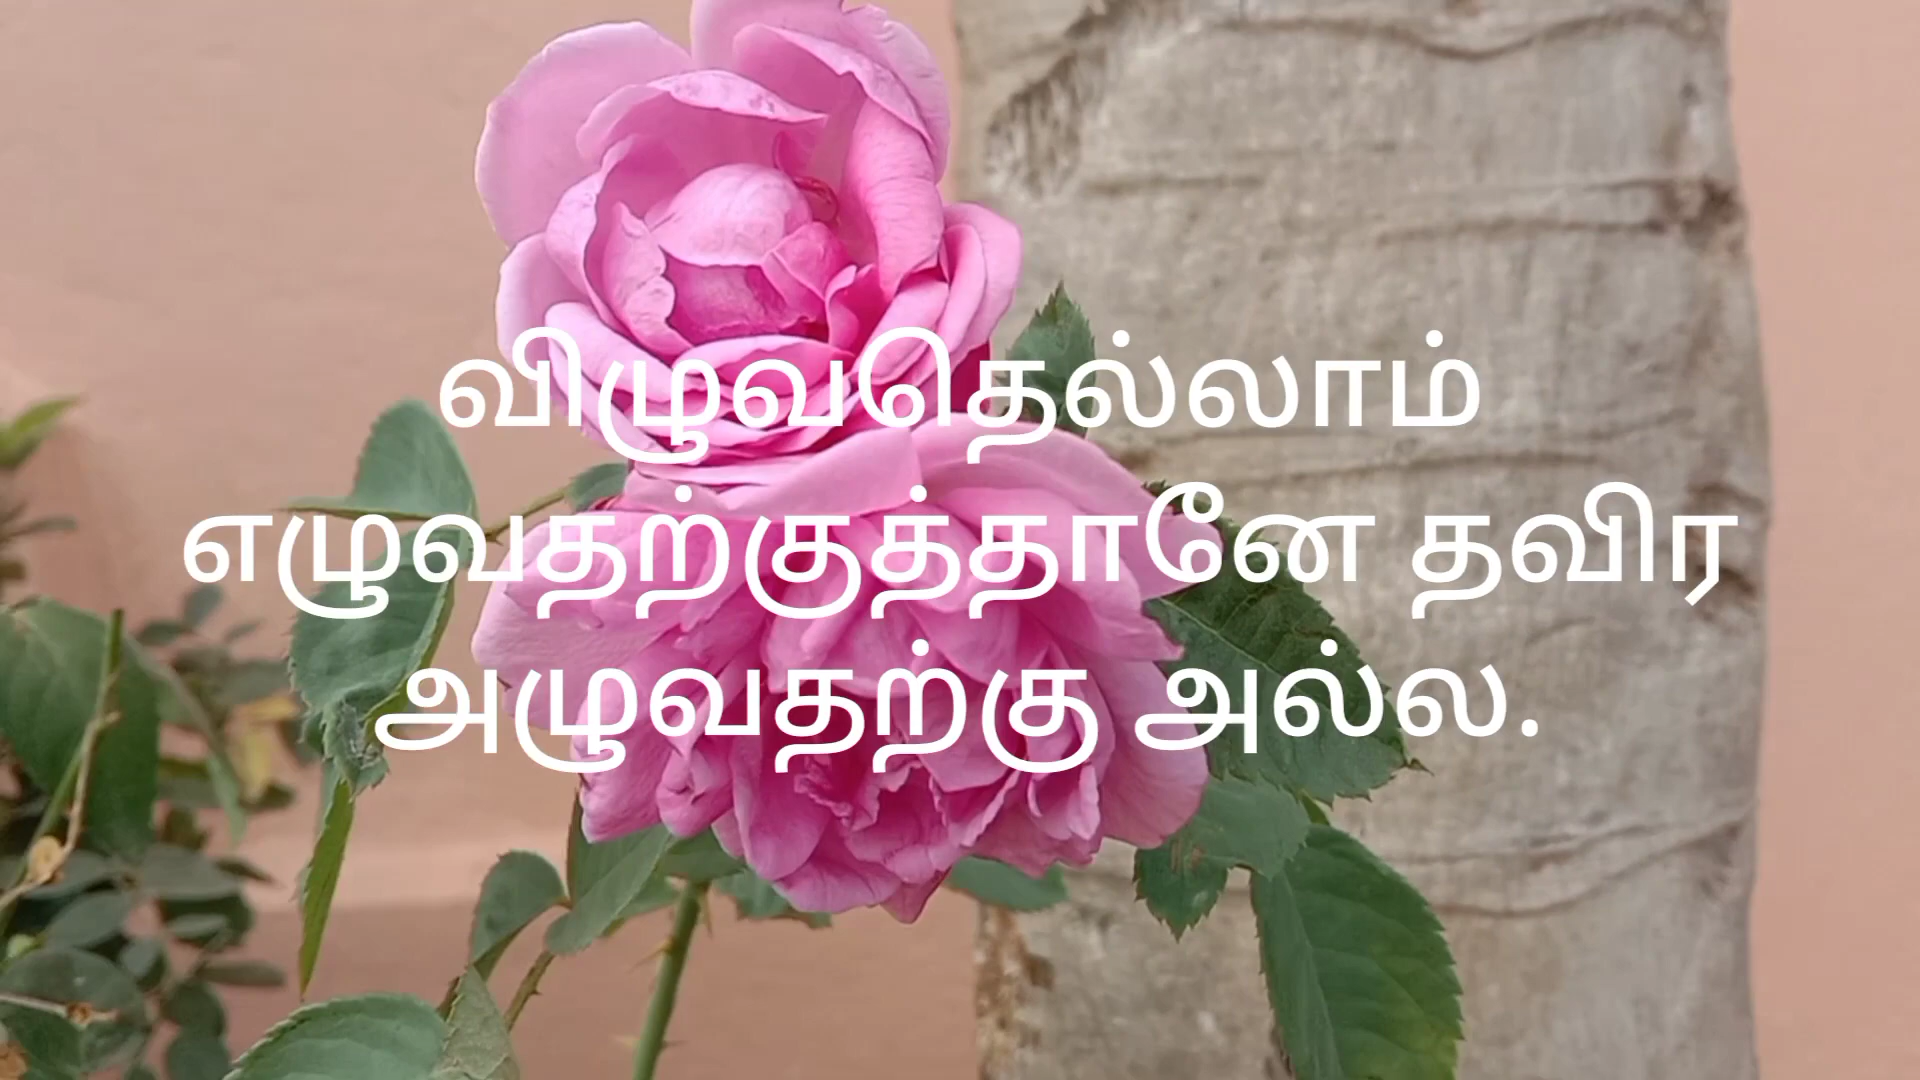 விழுவதெல்லாம்
எழுவதற்குத்தானே தவிர
அழுவதற்கு அல்ல.